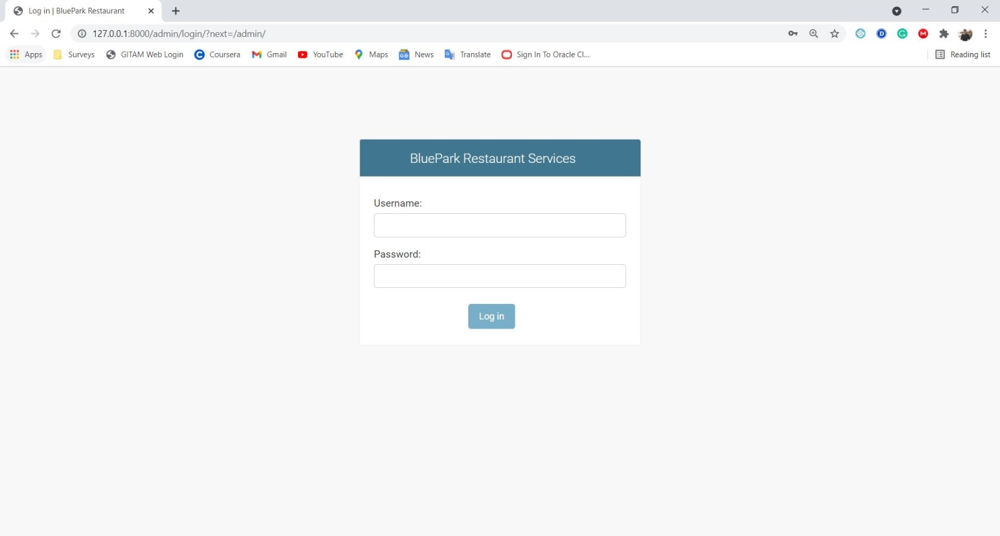 Log in | BluePark Restaurant
127.0.0.1:8000/admin/login/?next=/admin/
Apps Surveys GITAM Web Login Coursera Gmail YouTube Maps News Translate Sign In To Oracle Cl... Reading list
BluePark Restaurant Services
Username:
Password:
Log in